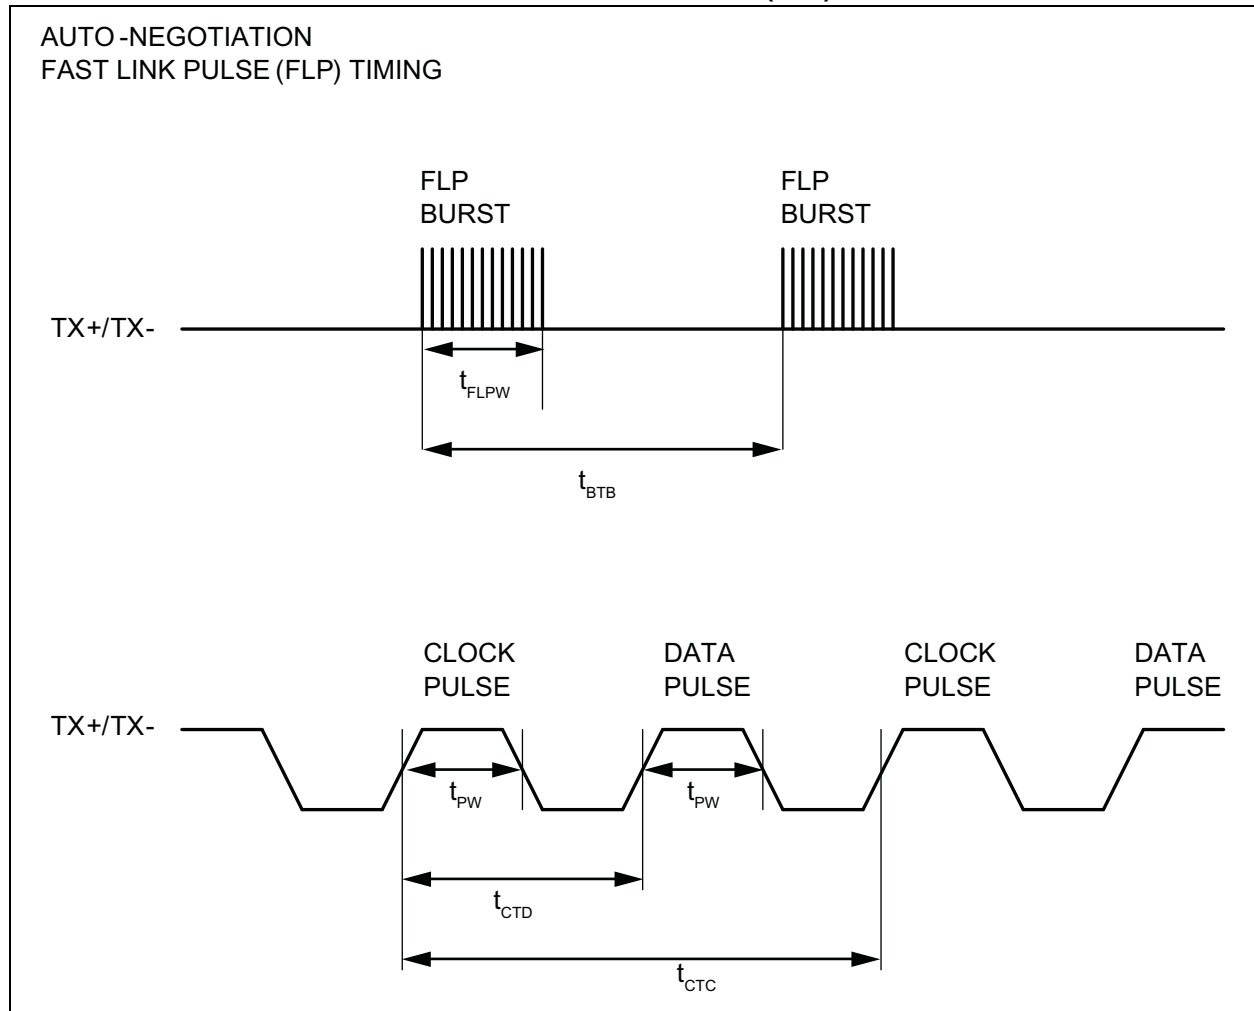 AUTO-NEGOTIATION
FAST LINK PULSE (FLP) TIMING
FLP
BURST
FLP
BURST
TX+/TX-
tFLPW
tBTB
CLOCK
PULSE
DATA
PULSE
CLOCK
PULSE
DATA
PULSE
TX+/TX-
tPW
tPW
tCTD
tCTC